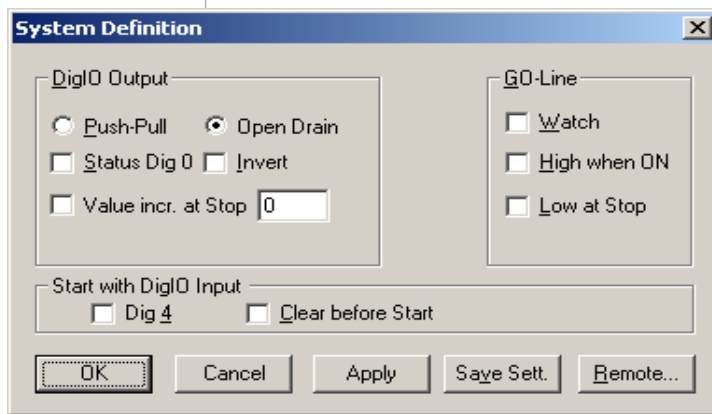 System Definition
DigIO Output
Push-Pull Open Drain
Status Dig 0 Invert
Value incr. at Stop 0
GO-Line
Watch
High when ON
Low at Stop
Start with DigIO Input
Dig 4 Clear before Start
OK Cancel Apply Save Sett. Remote...